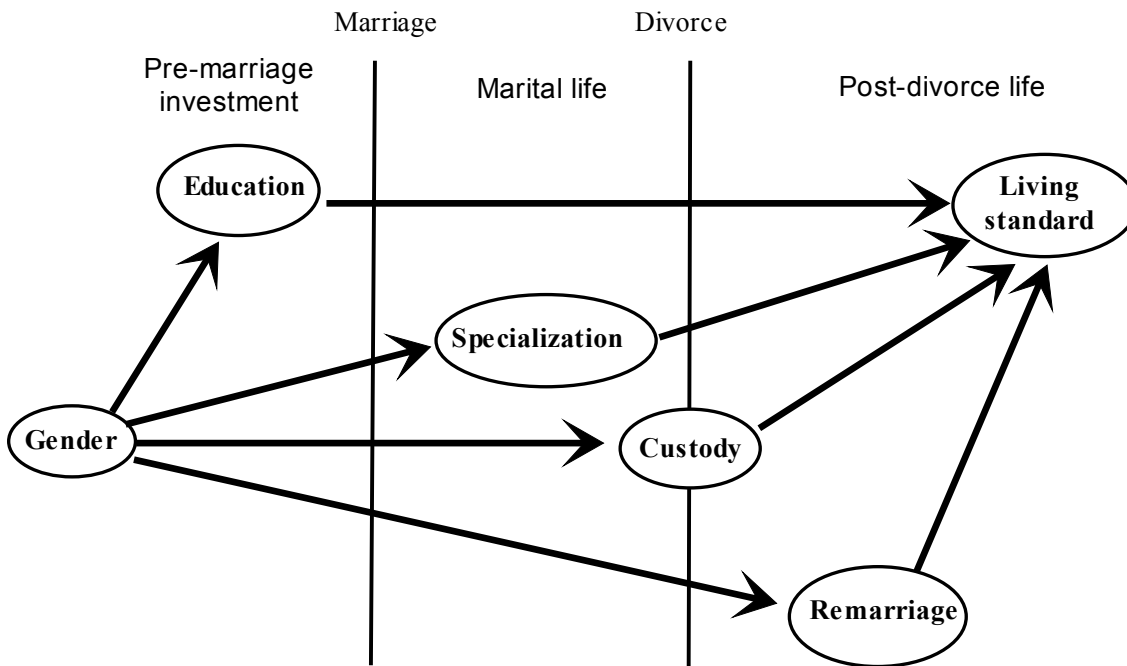 Marriage
Divorce
Pre-marriage
investment
Marital life
Post-divorce life
Education
Living
standard
Specialization
Gender
Custody
Remarriage